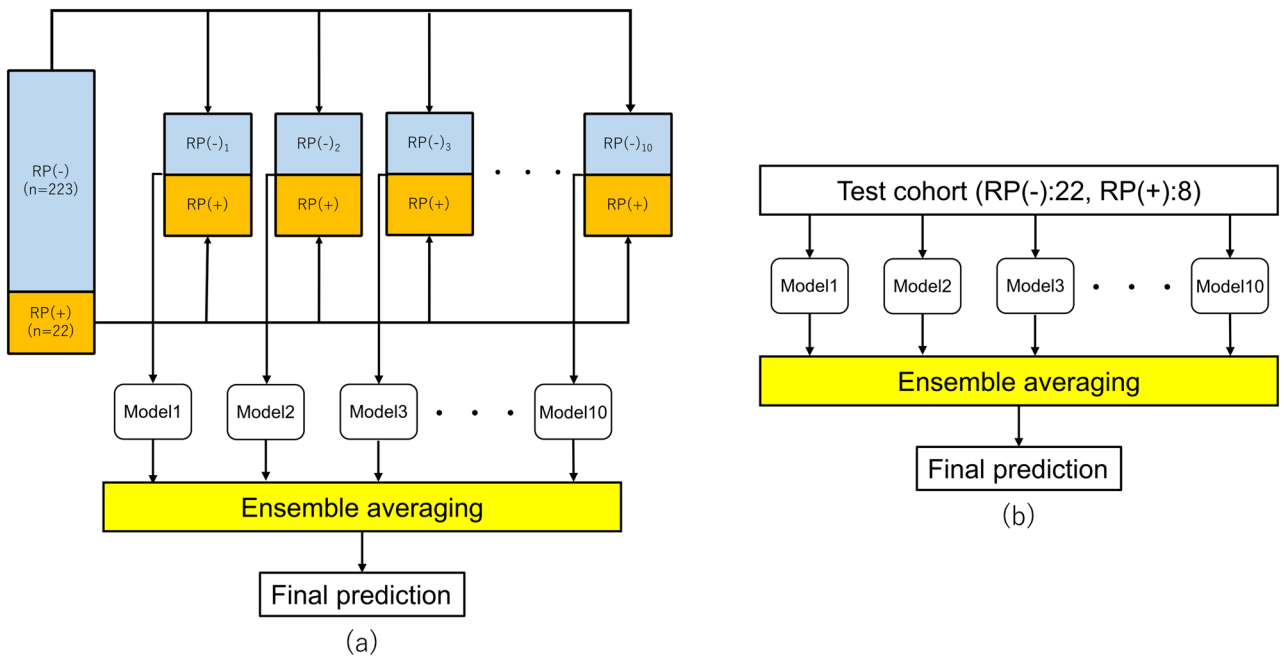 RP(-)
(n=223)
RP(+)
(n=22)
RP(-)₁
RP(-)₂
RP(-)₃
RP(-)₁₀
RP(+)
RP(+)
RP(+)
RP(+)
. . .
Model1
Model2
Model3
. . .
Model10
Ensemble averaging
Final prediction
(a)
Test cohort (RP(-):22, RP(+):8)
Model1
Model2
Model3
. . .
Model10
Ensemble averaging
Final prediction
(b)